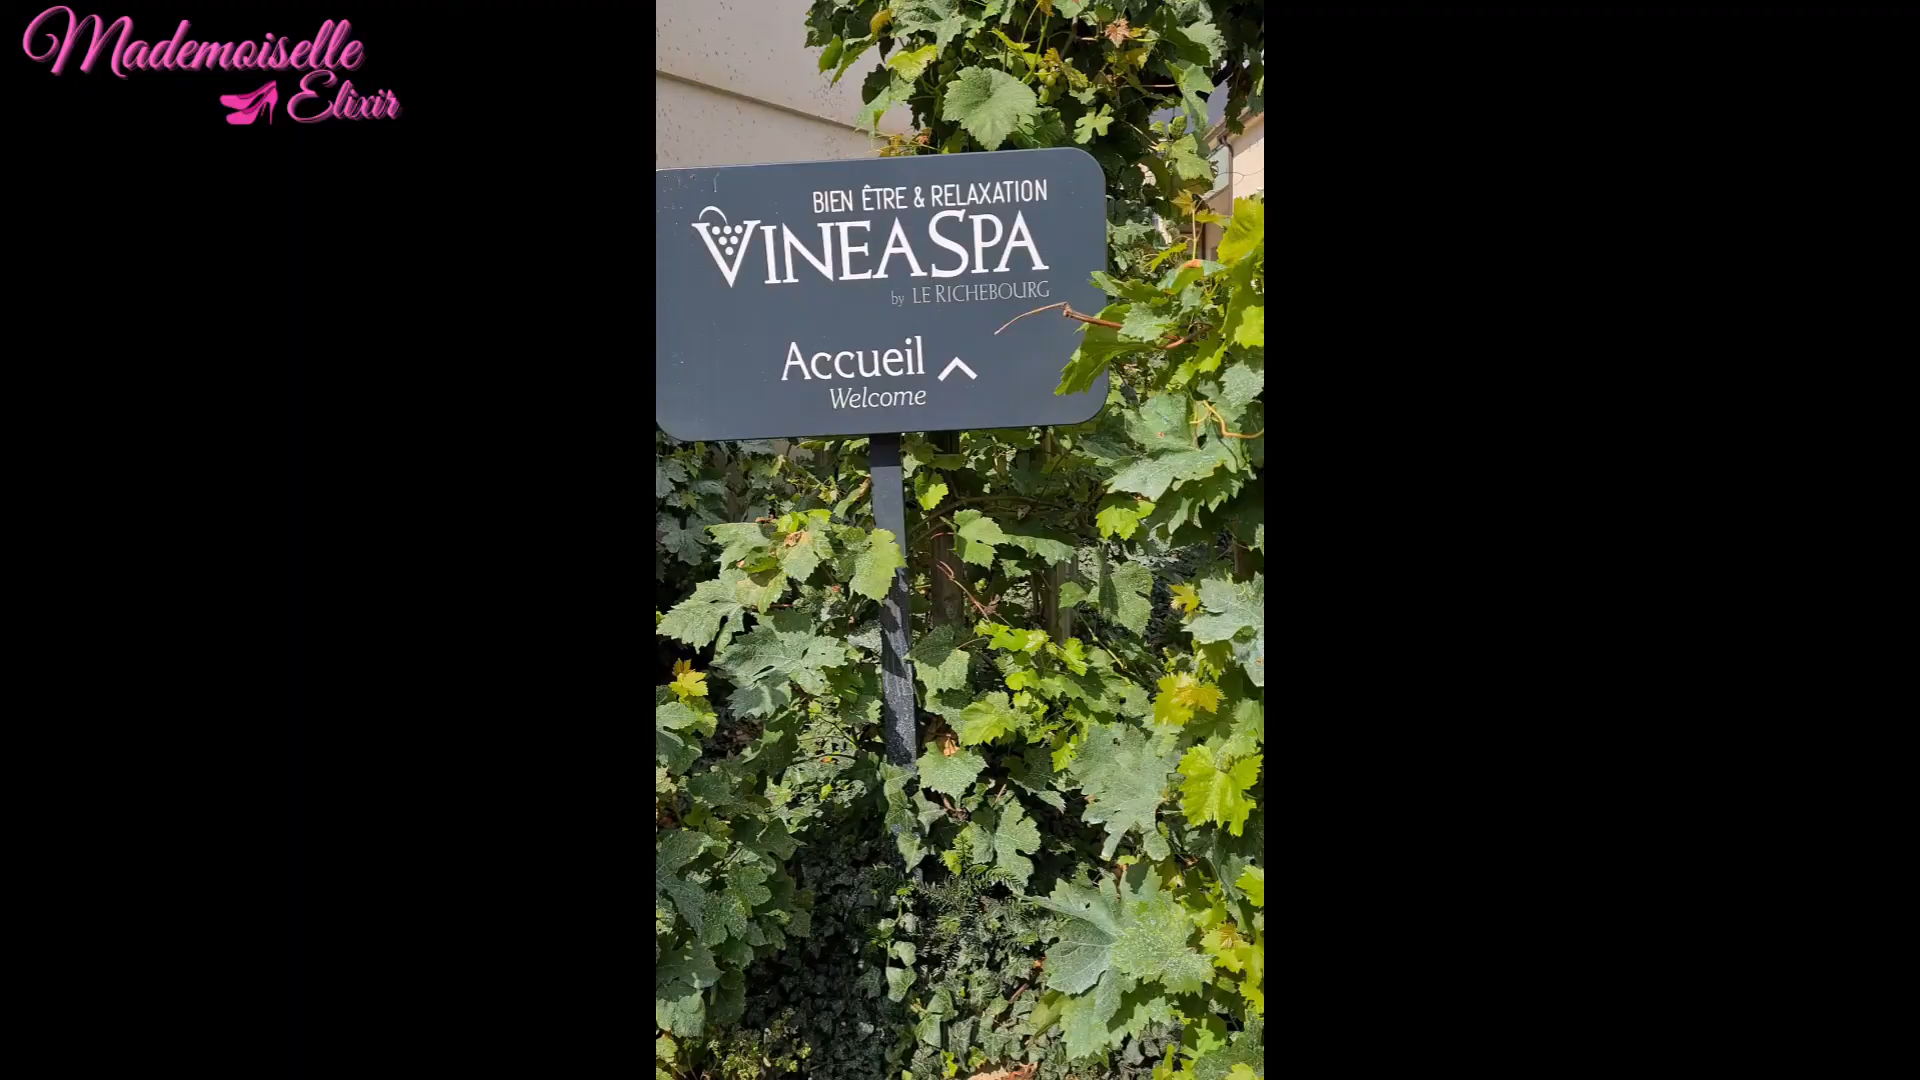 Mademoiselle
Elixir
BIEN ÊTRE & RELAXATION
VINEASPA
by LE RICHEBOURG
Accueil
Welcome